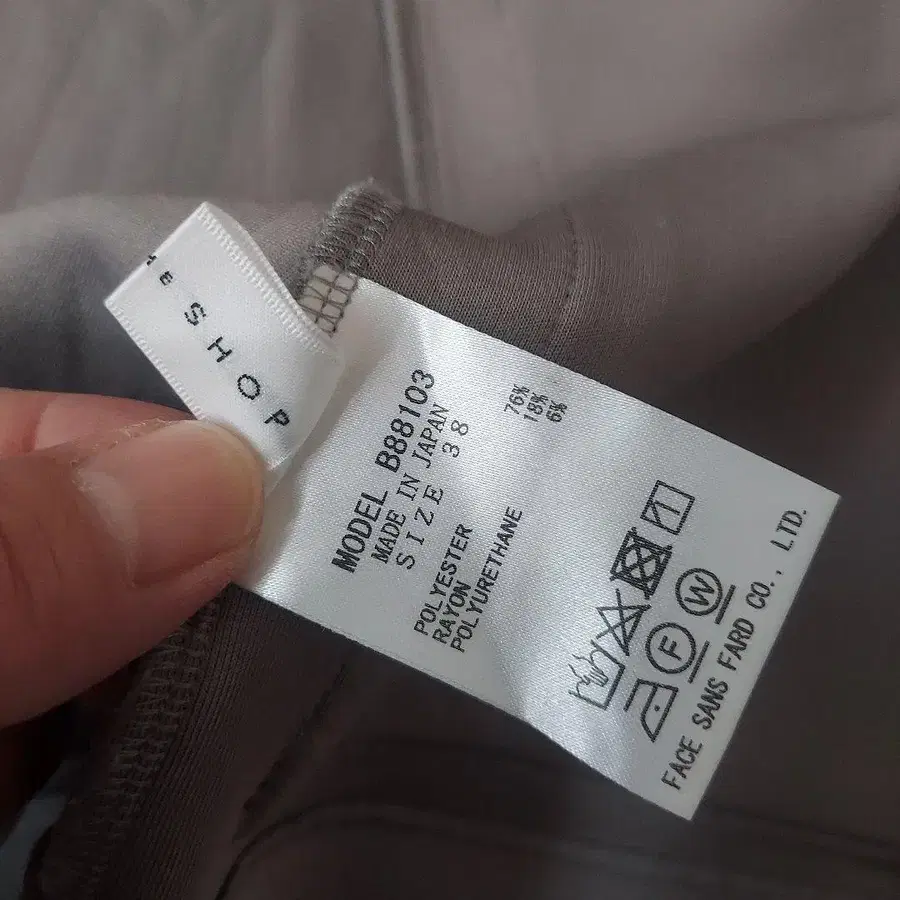 SHOP
MODEL B88103
MADE IN JAPAN
SIZE 38
POLYESTER 76%
RAYON 18%
POLYURETHANE 6%
F W
FACE SANS FARD CO., LTD.